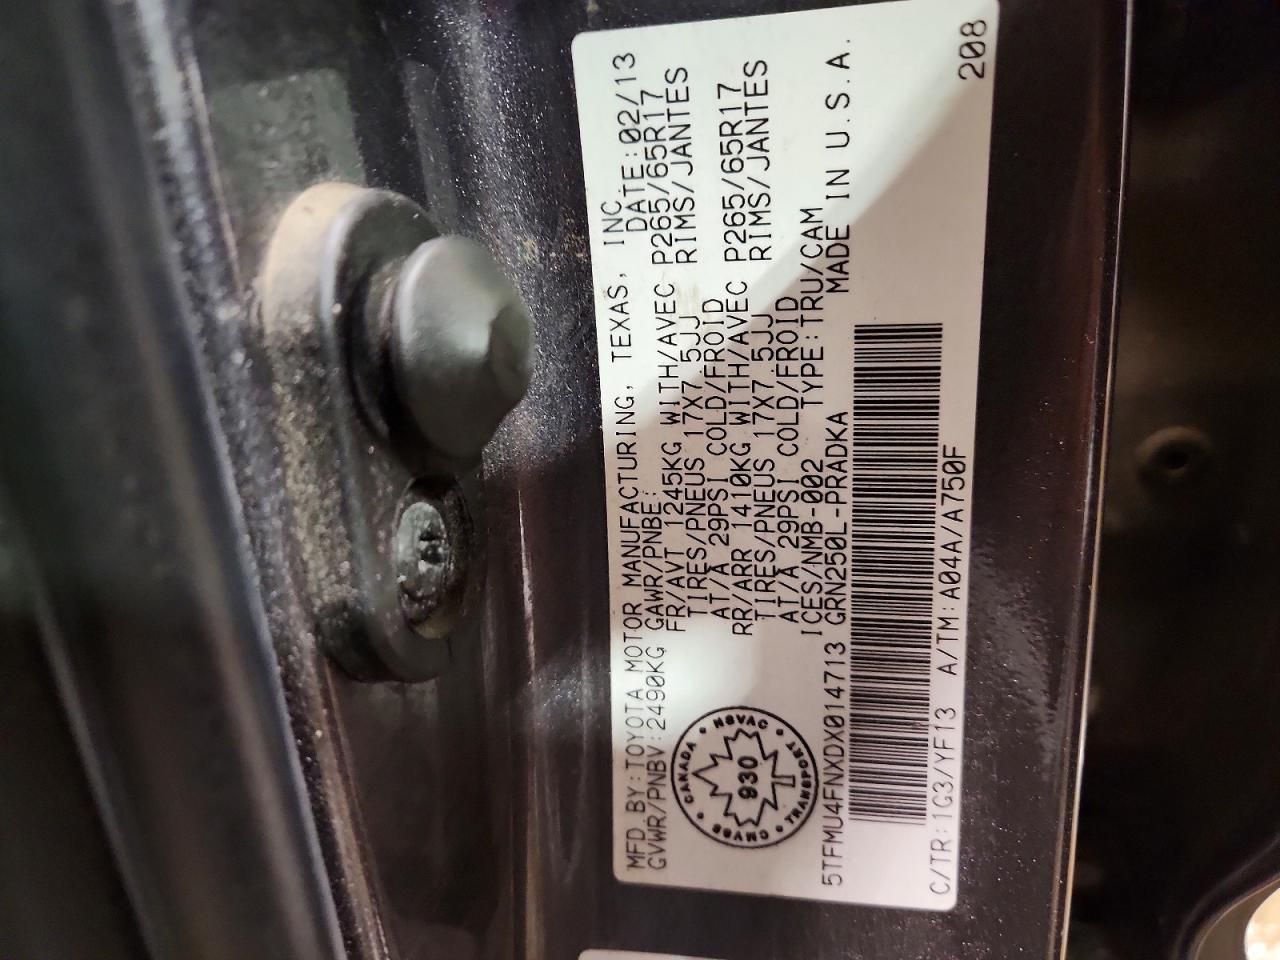 MFD BY:TOYOTA MOTOR MANUFACTURING, TEXAS, INC.
GVWR/PNBV:2490KG DATE:02/13
GAWR/PNBE:
FR/AVT 1245KG WITH/AVEC P265/65R17
TIRES/PNEUS 17X7.5JJ RIMS/JANTES
AT/A 29PSI COLD/FROID
RR/ARR 1410KG WITH/AVEC P265/65R17
TIRES/PNEUS 17X7.5JJ RIMS/JANTES
AT/A 29PSI COLD/FROID
ICES/NMB-002 TYPE:TRU/CAM
5TFMU4FNXDX014713 GRN250L-PRADKA MADE IN U.S.A.
C/TR:1G3/YF13 A/TM:A04A/A750F
208
CANADA • NSVAC • TRANSPORT • CMVSS
930